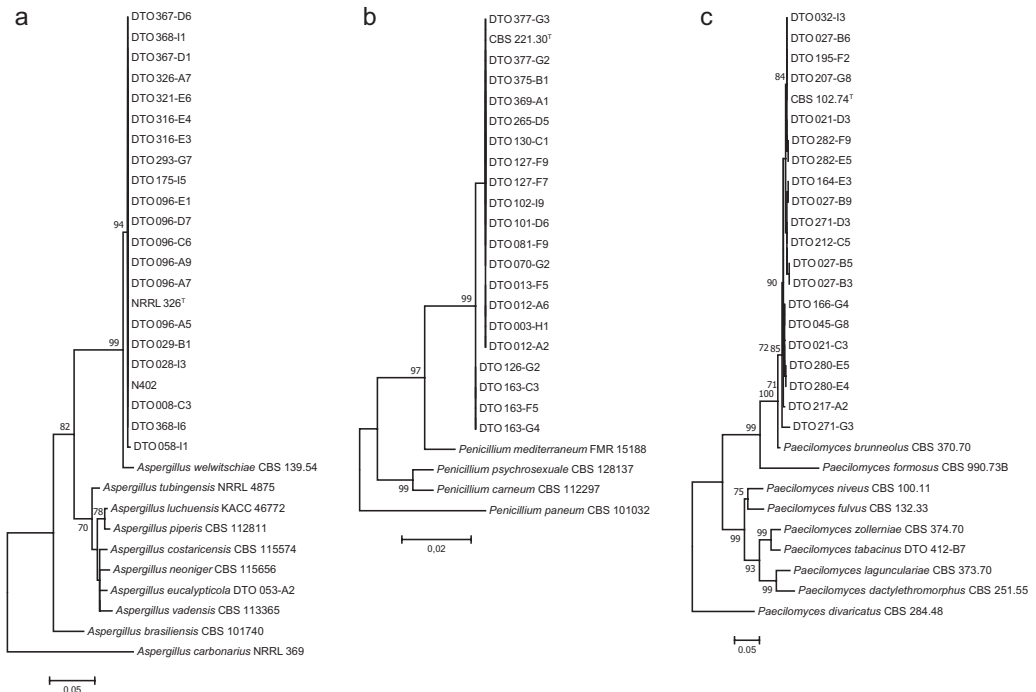 a
DTO 367-D6
DTO 368-I1
DTO 367-D1
DTO 326-A7
DTO 321-E6
DTO 316-E4
DTO 316-E3
DTO 293-G7
DTO 175-I5
DTO 096-E1
DTO 096-D7
94
DTO 096-C6
DTO 096-A9
DTO 096-A7
NRRL 326ᵀ
DTO 096-A5
DTO 029-B1
99
DTO 028-I3
N402
DTO 008-C3
DTO 368-I6
82
DTO 058-I1
Aspergillus welwitschiae CBS 139.54
Aspergillus tubingensis NRRL 4875
78
Aspergillus luchuensis KACC 46772
70
Aspergillus piperis CBS 112811
Aspergillus costaricensis CBS 115574
Aspergillus neoniger CBS 115656
Aspergillus eucalypticola DTO 053-A2
Aspergillus vadensis CBS 113365
Aspergillus brasiliensis CBS 101740
Aspergillus carbonarius NRRL 369
0.05
b
DTO 377-G3
CBS 221.30ᵀ
DTO 377-G2
DTO 375-B1
DTO 369-A1
DTO 265-D5
DTO 130-C1
DTO 127-F9
DTO 127-F7
DTO 102-I9
DTO 101-D6
DTO 081-F9
DTO 070-G2
DTO 013-F5
99
DTO 012-A6
DTO 003-H1
DTO 012-A2
DTO 126-G2
97
DTO 163-C3
DTO 163-F5
DTO 163-G4
Penicillium mediterraneum FMR 15188
Penicillium psychrosexuale CBS 128137
99
Penicillium carneum CBS 112297
Penicillium paneum CBS 101032
0,02
c
DTO 032-I3
DTO 027-B6
DTO 195-F2
84
DTO 207-G8
CBS 102.74ᵀ
DTO 021-D3
DTO 282-F9
DTO 282-E5
DTO 164-E3
DTO 027-B9
DTO 271-D3
DTO 212-C5
DTO 027-B5
90
DTO 027-B3
DTO 166-G4
DTO 045-G8
72
85
DTO 021-C3
DTO 280-E5
71
DTO 280-E4
100
DTO 217-A2
DTO 271-G3
99
Paecilomyces brunneolus CBS 370.70
Paecilomyces formosus CBS 990.73B
75
Paecilomyces niveus CBS 100.11
Paecilomyces fulvus CBS 132.33
99
99
Paecilomyces zollerniae CBS 374.70
Paecilomyces tabacinus DTO 412-B7
93
Paecilomyces laguncuIariae CBS 373.70
99
Paecilomyces dactylethromorphus CBS 251.55
Paecilomyces divaricatus CBS 284.48
0.05